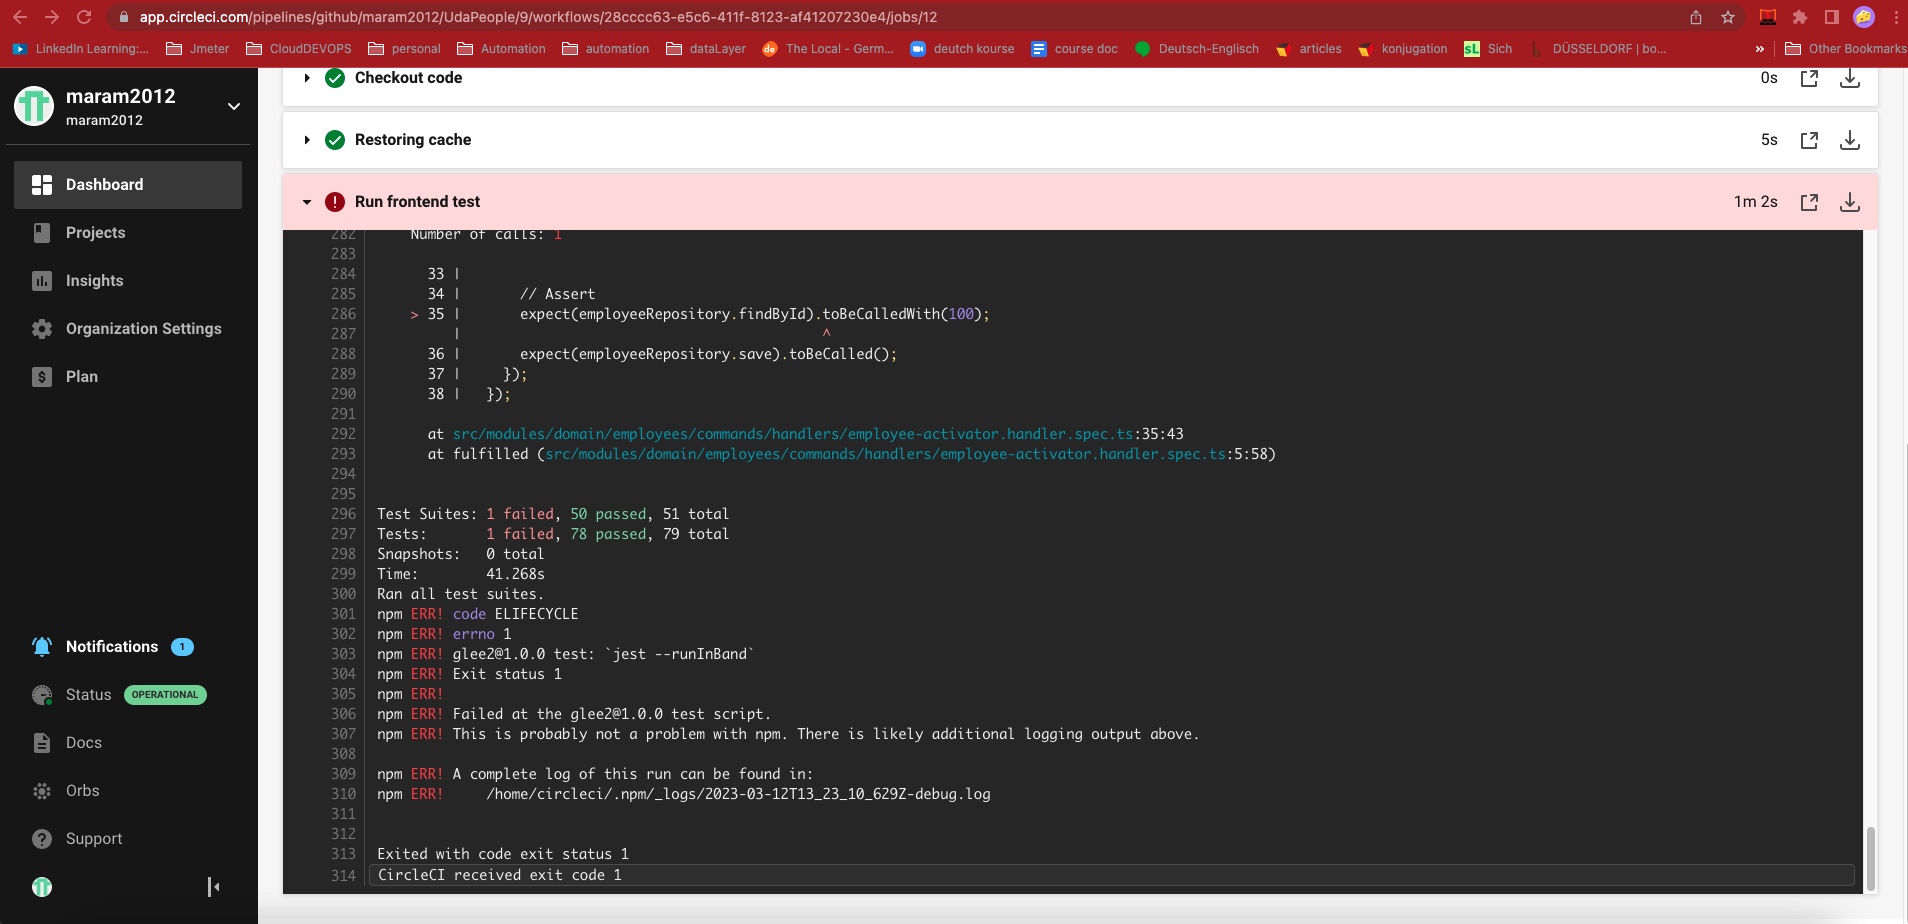 app.circleci.com/pipelines/github/maram2012/UdaPeople/9/workflows/28cccc63-e5c6-411f-8123-af41207230e4/jobs/12
LinkedIn Learning:... Jmeter CloudDEVOPS personal Automation automation dataLayer The Local - Germ... deutch kourse course doc Deutsch-Englisch articles konjugation sL Sich DÜSSELDORF | bo... » Other Bookmarks
maram2012
maram2012
Dashboard
Projects
Insights
Organization Settings
Plan
Notifications 1
Status OPERATIONAL
Docs
Orbs
Support
Checkout code 0s
Restoring cache 5s
Run frontend test 1m 2s
282 Number of calls: 1
283
284 33 |
285 34 | // Assert
286 > 35 | expect(employeeRepository.findById).toBeCalledWith(100);
287 | ^
288 36 | expect(employeeRepository.save).toBeCalled();
289 37 | });
290 38 | });
291
292 at src/modules/domain/employees/commands/handlers/employee-activator.handler.spec.ts:35:43
293 at fulfilled (src/modules/domain/employees/commands/handlers/employee-activator.handler.spec.ts:5:58)
294
295
296 Test Suites: 1 failed, 50 passed, 51 total
297 Tests: 1 failed, 78 passed, 79 total
298 Snapshots: 0 total
299 Time: 41.268s
300 Ran all test suites.
301 npm ERR! code ELIFECYCLE
302 npm ERR! errno 1
303 npm ERR! glee2@1.0.0 test: `jest --runInBand`
304 npm ERR! Exit status 1
305 npm ERR!
306 npm ERR! Failed at the glee2@1.0.0 test script.
307 npm ERR! This is probably not a problem with npm. There is likely additional logging output above.
308
309 npm ERR! A complete log of this run can be found in:
310 npm ERR! /home/circleci/.npm/_logs/2023-03-12T13_23_10_629Z-debug.log
311
312
313 Exited with code exit status 1
314 CircleCI received exit code 1